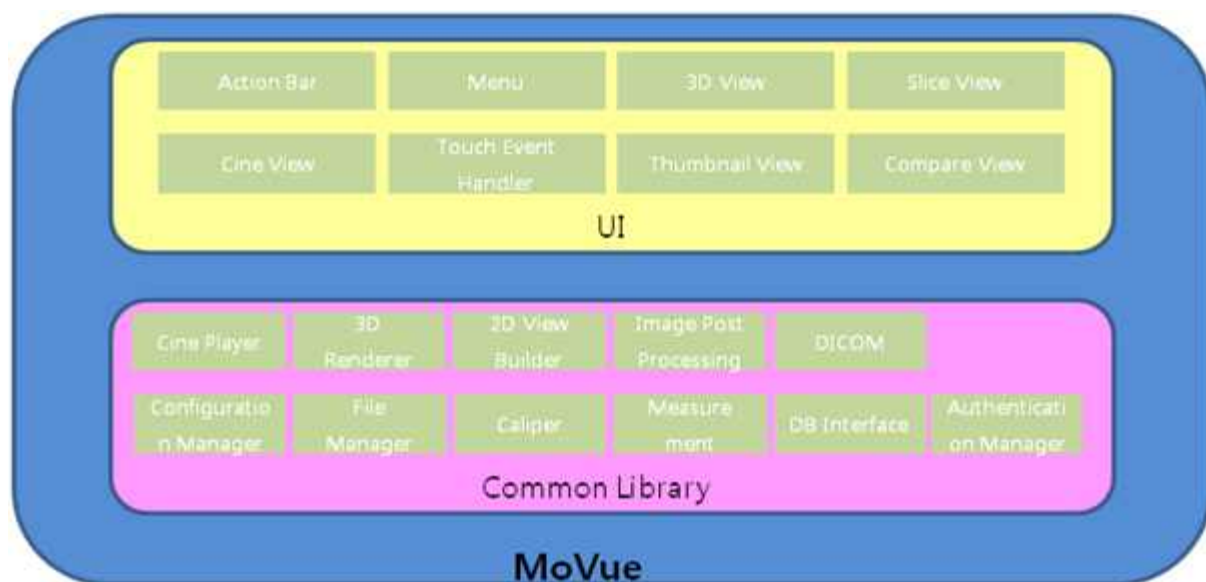 Action Bar
Menu
3D View
Slice View
Cine View
Touch Event
Handler
Thumbnail View
Compare View
UI
Cine Player
3D
Renderer
2D View
Builder
Image Post
Processing
DICOM
Configuratio
n Manager
File
Manager
Caliper
Measure
ment
DB Interface
Authenticati
on Manager
Common Library
MoVue